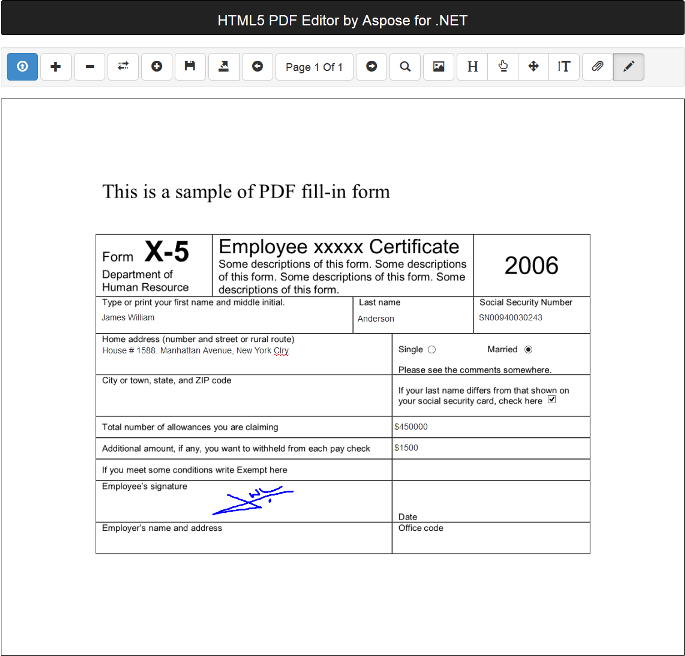 HTML5 PDF Editor by Aspose for .NET
Page 1 Of 1
H
IT
This is a sample of PDF fill-in form
Form X-5
Department of
Human Resource
Employee xxxxx Certificate
Some descriptions of this form. Some descriptions
of this form. Some descriptions of this form. Some
descriptions of this form.
2006
Type or print your first name and middle initial.
James William
Last name
Anderson
Social Security Number
SN00940030243
Home address (number and street or rural route)
House # 1588, Manhattan Avenue, New York Citry
Single
Married
Please see the comments somewhere.
City or town, state, and ZIP code
If your last name differs from that shown on
your social security card, check here
Total number of allowances you are claiming
$450000
Additional amount, if any, you want to withheld from each pay check
$1500
If you meet some conditions write Exempt here
Employee's signature
Date
Employer's name and address
Office code